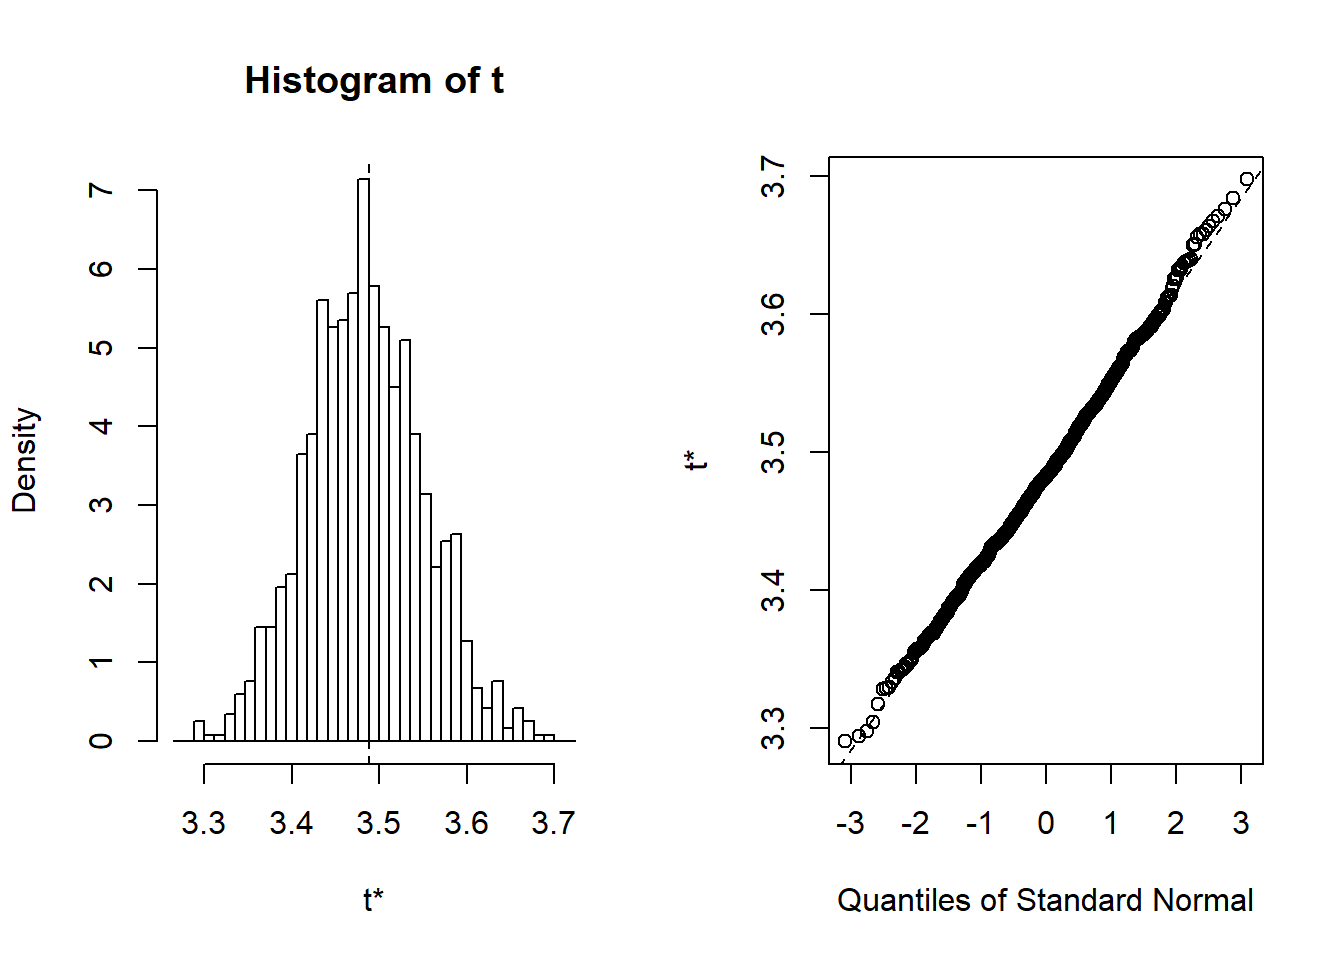 Histogram of t
Density
7
6
5
4
3
2
1
0
3.3 3.4 3.5 3.6 3.7
t*
t*
3.7
3.6
3.5
3.4
3.3
-3 -2 -1 0 1 2 3
Quantiles of Standard Normal